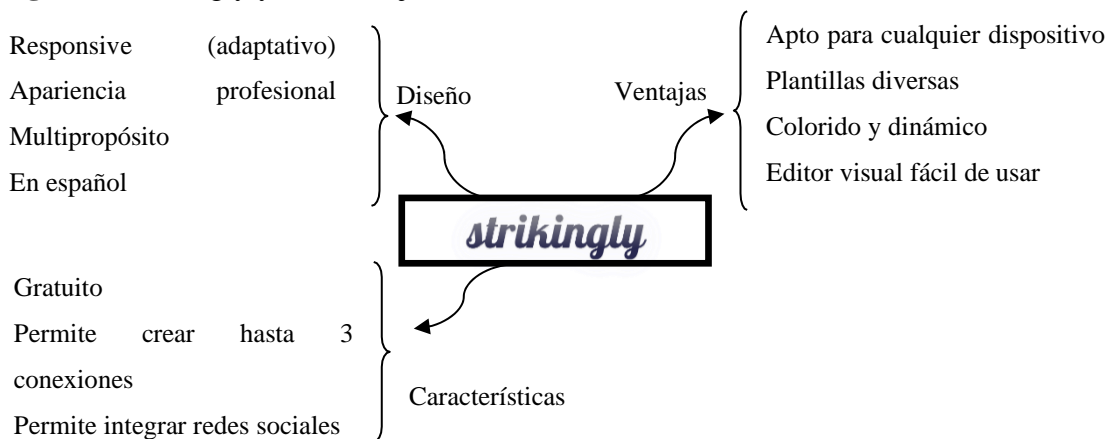 Responsive (adaptativo)
Apariencia profesional
Multipropósito
En español
Diseño
Ventajas
Apto para cualquier dispositivo
Plantillas diversas
Colorido y dinámico
Editor visual fácil de usar
strikingly
Gratuito
Permite crear hasta 3
conexiones
Permite integrar redes sociales
Características